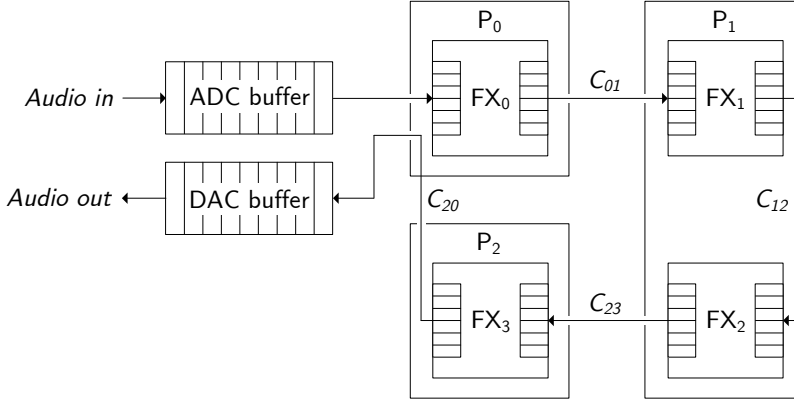 P0
P1
Audio in
ADC buffer
FX0
C01
FX1
Audio out
DAC buffer
C20
C12
P2
FX3
C23
FX2